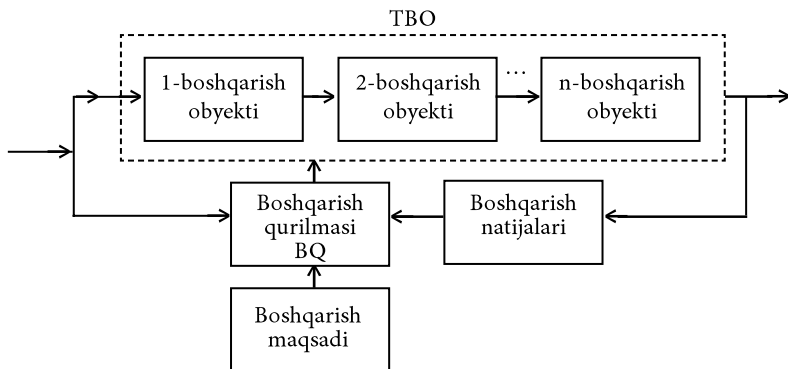 TBO
1-boshqarish
obyekti
2-boshqarish
obyekti
...
n-boshqarish
obyekti
Boshqarish
qurilmasi
BQ
Boshqarish
natijalari
Boshqarish
maqsadi